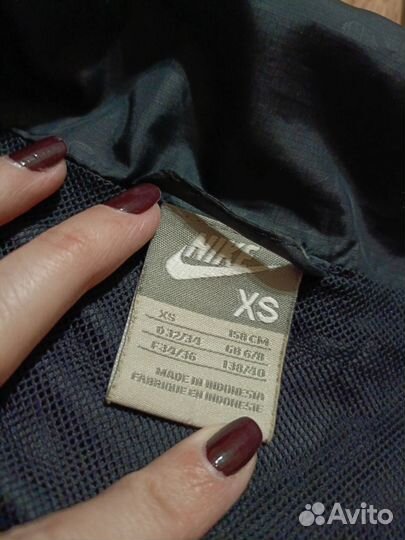 NIKE
XS
XS 158 CM
D 32/34 GB 6/8
F 34/36 I 38/40
MADE IN INDONESIA
FABRIQUE EN INDONESIE
Avito